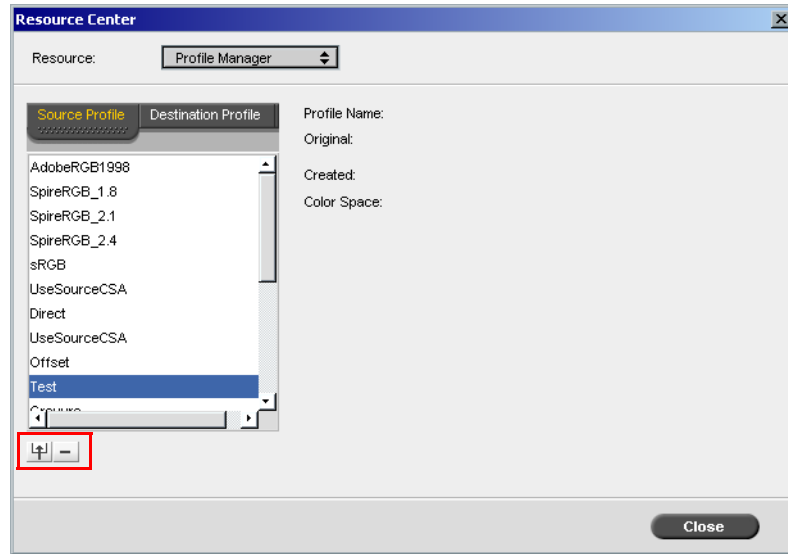 Resource Center
Resource: Profile Manager
Source Profile Destination Profile
Profile Name:
Original:
Created:
Color Space:
AdobeRGB1998
SpireRGB_1.8
SpireRGB_2.1
SpireRGB_2.4
sRGB
UseSourceCSA
Direct
UseSourceCSA
Offset
Test
Close